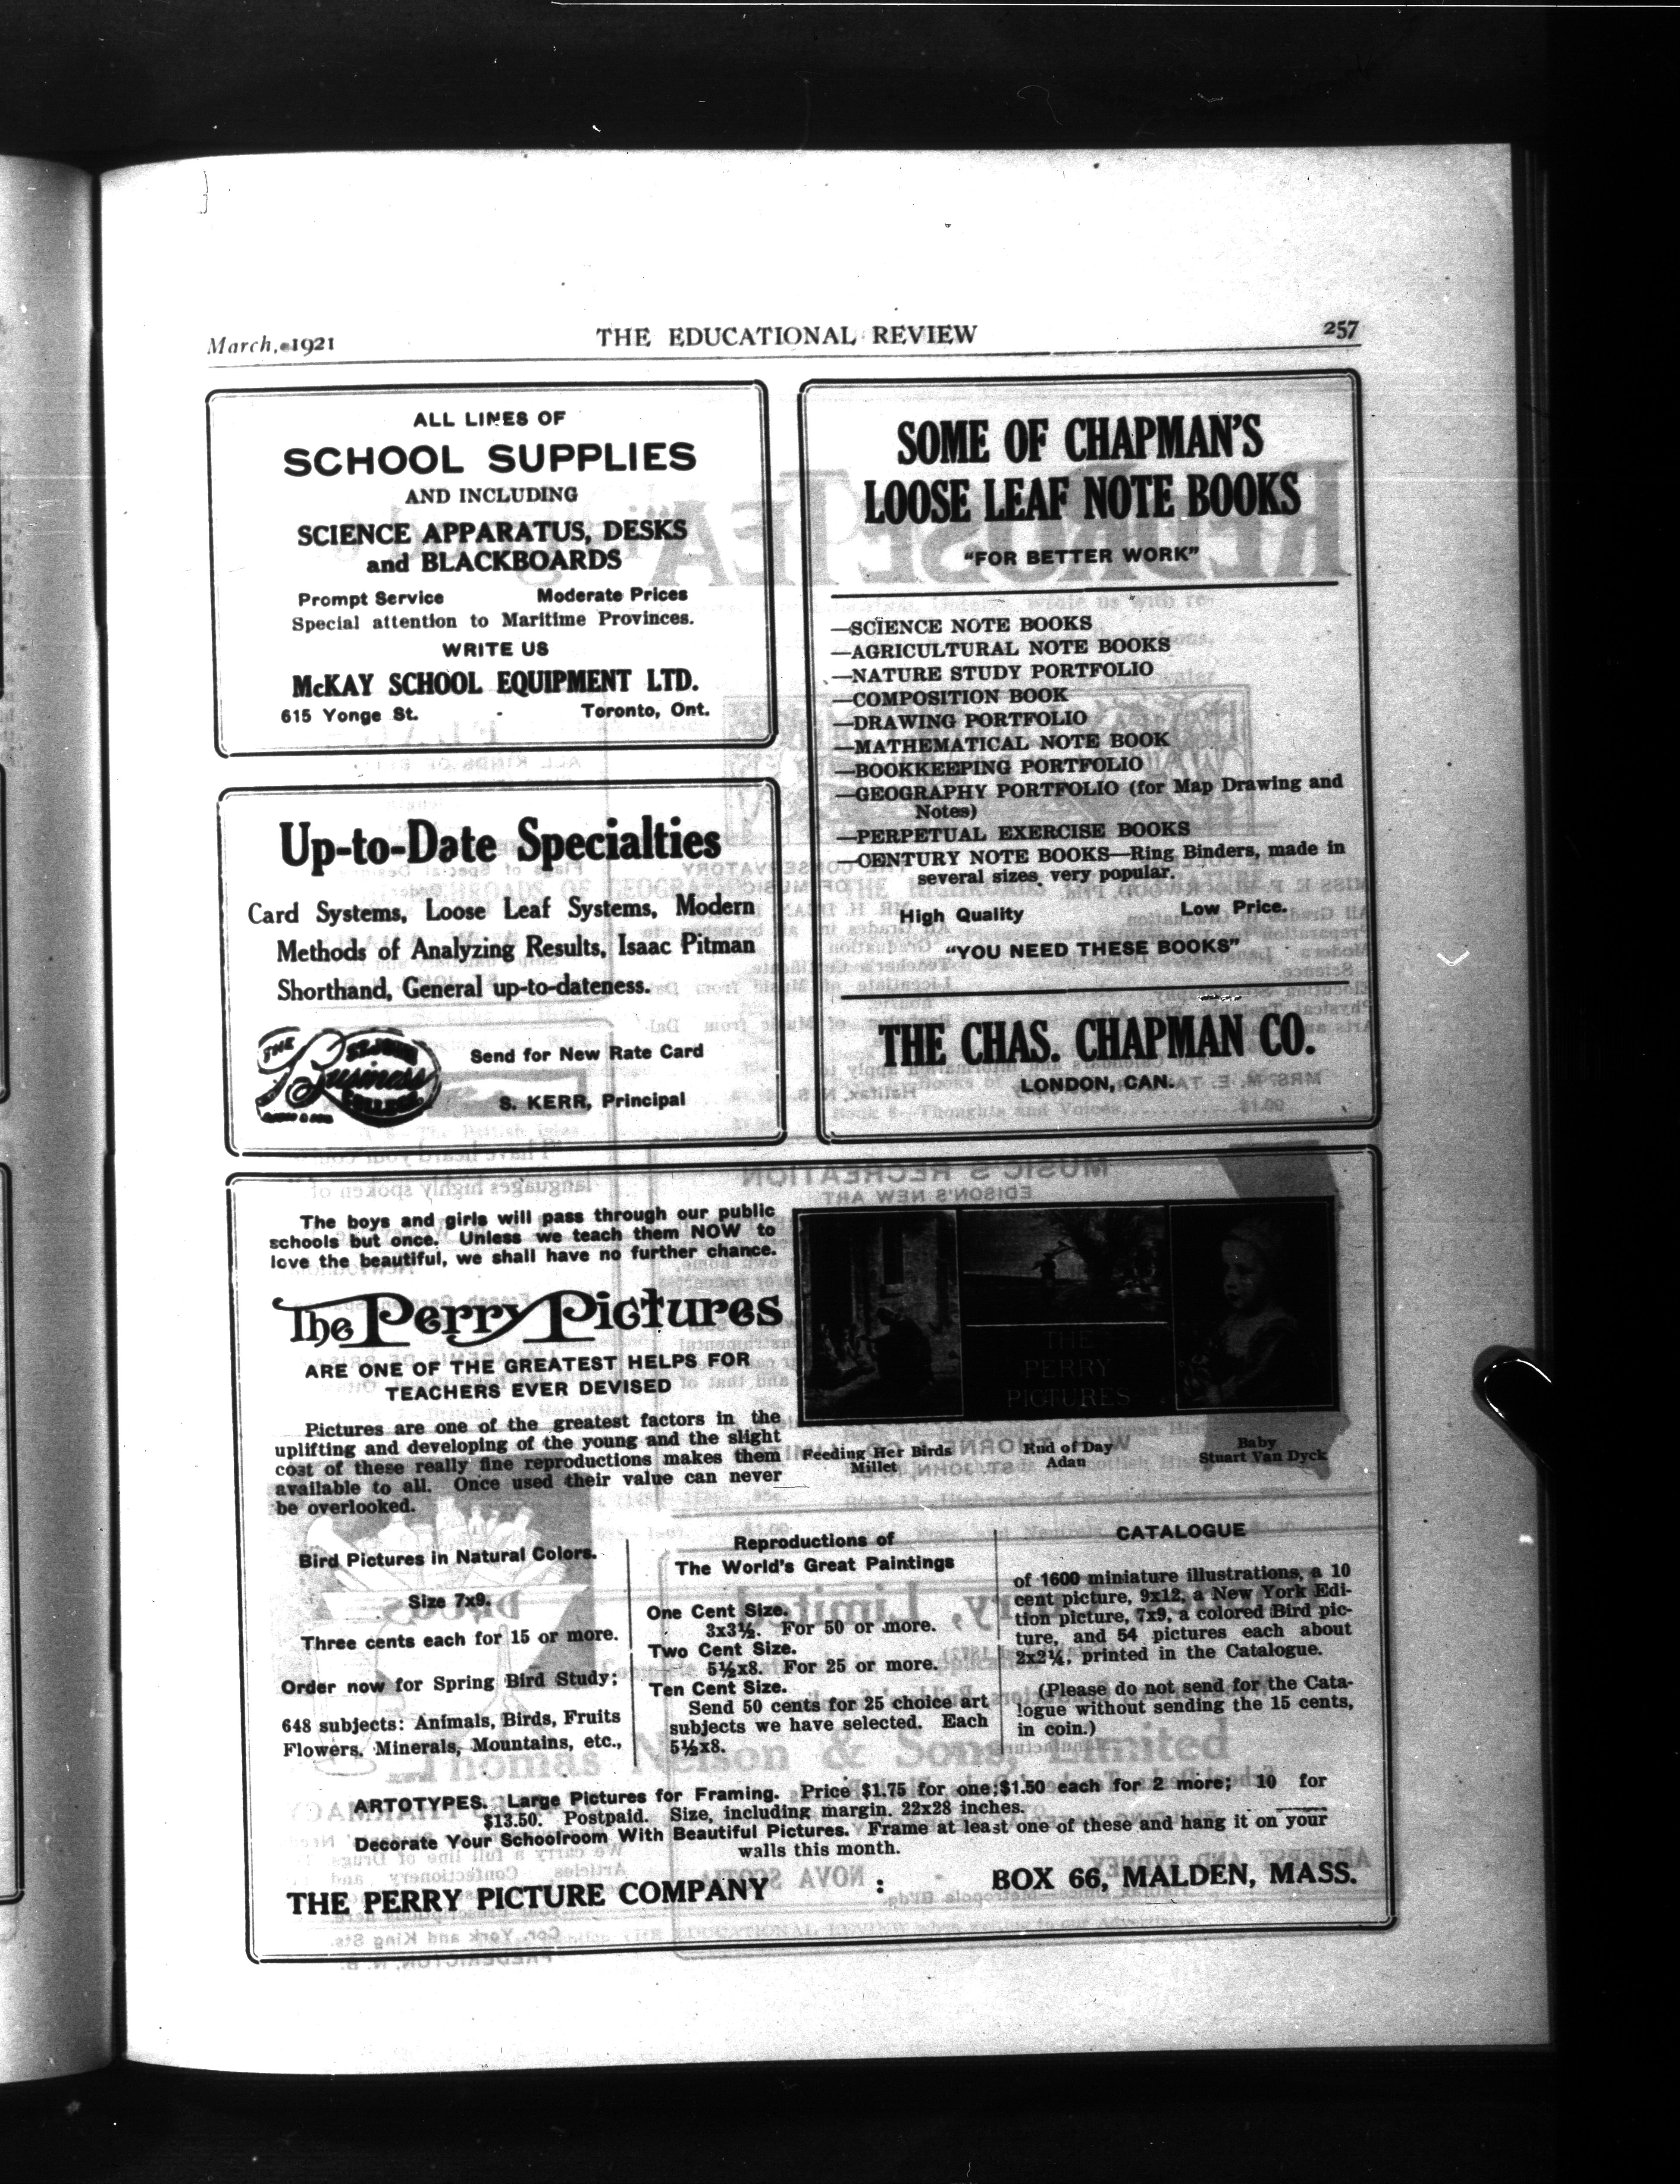 March, 1921
THE EDUCATIONAL REVIEW
257
ALL LINES OF
SCHOOL SUPPLIES
AND INCLUDING
SCIENCE APPARATUS, DESKS
and BLACKBOARDS
Prompt Service Moderate Prices
Special attention to Maritime Provinces.
WRITE US
McKAY SCHOOL EQUIPMENT LTD.
615 Yonge St. - Toronto, Ont.
Up-to-Date Specialties
Card Systems, Loose Leaf Systems, Modern
Methods of Analyzing Results, Isaac Pitman
Shorthand, General up-to-dateness.
THE
ST. JOHN
Business
COLLEGE
Send for New Rate Card
S. KERR, Principal
SOME OF CHAPMAN'S
LOOSE LEAF NOTE BOOKS
"FOR BETTER WORK"
—SCIENCE NOTE BOOKS
—AGRICULTURAL NOTE BOOKS
—NATURE STUDY PORTFOLIO
—COMPOSITION BOOK
—DRAWING PORTFOLIO
—MATHEMATICAL NOTE BOOK
—BOOKKEEPING PORTFOLIO
—GEOGRAPHY PORTFOLIO (for Map Drawing and
Notes)
—PERPETUAL EXERCISE BOOKS
—CENTURY NOTE BOOKS—Ring Binders, made in
several sizes, very popular.
High Quality Low Price.
"YOU NEED THESE BOOKS"
THE CHAS. CHAPMAN CO.
LONDON, CAN.
The boys and girls will pass through our public
schools but once. Unless we teach them NOW to
love the beautiful, we shall have no further chance.
The Perry Pictures
ARE ONE OF THE GREATEST HELPS FOR
TEACHERS EVER DEVISED
Pictures are one of the greatest factors in the
uplifting and developing of the young and the slight
cost of these really fine reproductions makes them
available to all. Once used their value can never
be overlooked.
THE
PERRY
PICTURES
Feeding Her Birds
Millet
End of Day
Adan
Baby
Stuart Van Dyck
Bird Pictures in Natural Colors.
Size 7x9.
Three cents each for 15 or more.
Order now for Spring Bird Study;
648 subjects: Animals, Birds, Fruits
Flowers. Minerals, Mountains, etc.,
Reproductions of
The World's Great Paintings
One Cent Size.
3x3½. For 50 or more.
Two Cent Size.
5½x8. For 25 or more.
Ten Cent Size.
Send 50 cents for 25 choice art
subjects we have selected. Each
5½x8.
CATALOGUE
of 1600 miniature illustrations, a 10
cent picture, 9x12, a New York Edi-
tion picture, 7x9, a colored Bird pic-
ture, and 54 pictures each about
2x2¼, printed in the Catalogue.
(Please do not send for the Cata-
logue without sending the 15 cents,
in coin.)
ARTOTYPES. Large Pictures for Framing. Price $1.75 for one; $1.50 each for 2 more; 10 for
$13.50. Postpaid. Size, including margin. 22x28 inches.
Decorate Your Schoolroom With Beautiful Pictures. Frame at least one of these and hang it on your
walls this month.
THE PERRY PICTURE COMPANY : BOX 66, MALDEN, MASS.